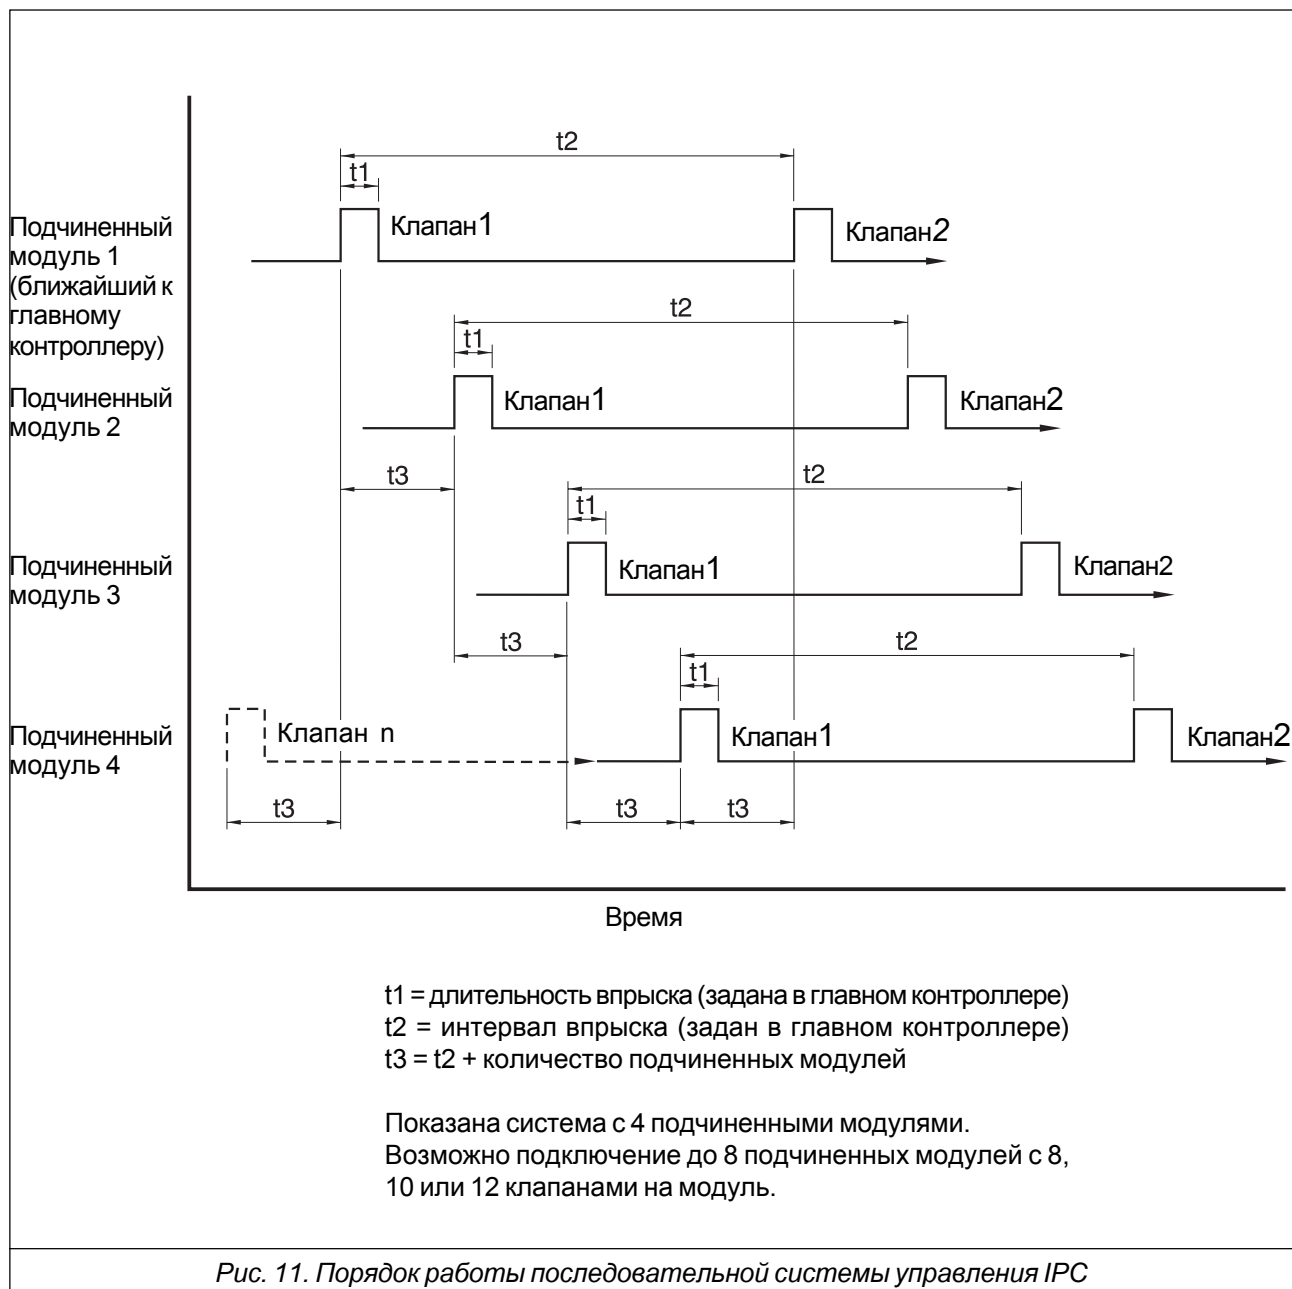 t2
t1
Клапан1
Клапан2
Подчиненный
модуль 1
(ближайший к
главному
контроллеру)
t2
t1
Клапан1
Клапан2
Подчиненный
модуль 2
t3
t2
t1
Клапан1
Клапан2
Подчиненный
модуль 3
t3
t2
t1
Клапан n
Клапан1
Клапан2
Подчиненный
модуль 4
t3
t3
t3
Время
t1 = длительность впрыска (задана в главном контроллере)
t2 = интервал впрыска (задан в главном контроллере)
t3 = t2 + количество подчиненных модулей
Показана система с 4 подчиненными модулями.
Возможно подключение до 8 подчиненных модулей с 8,
10 или 12 клапанами на модуль.
Рис. 11. Порядок работы последовательной системы управления IPC